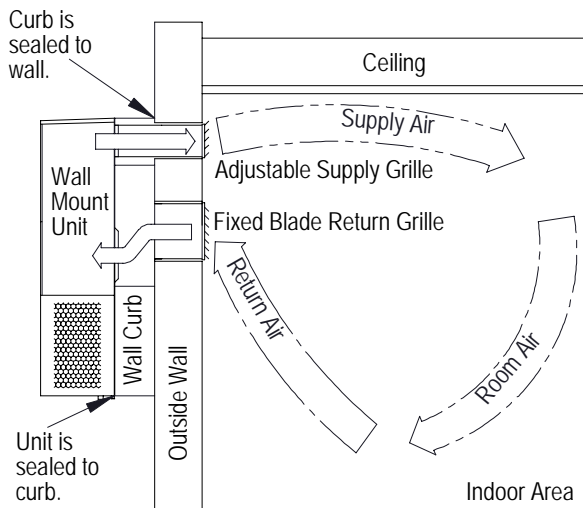 Curb is
sealed to
wall.
Ceiling
Supply Air
Adjustable Supply Grille
Wall
Mount
Unit
Fixed Blade Return Grille
Return Air
Room Air
Wall Curb
Outside Wall
Unit is
sealed to
curb.
Indoor Area